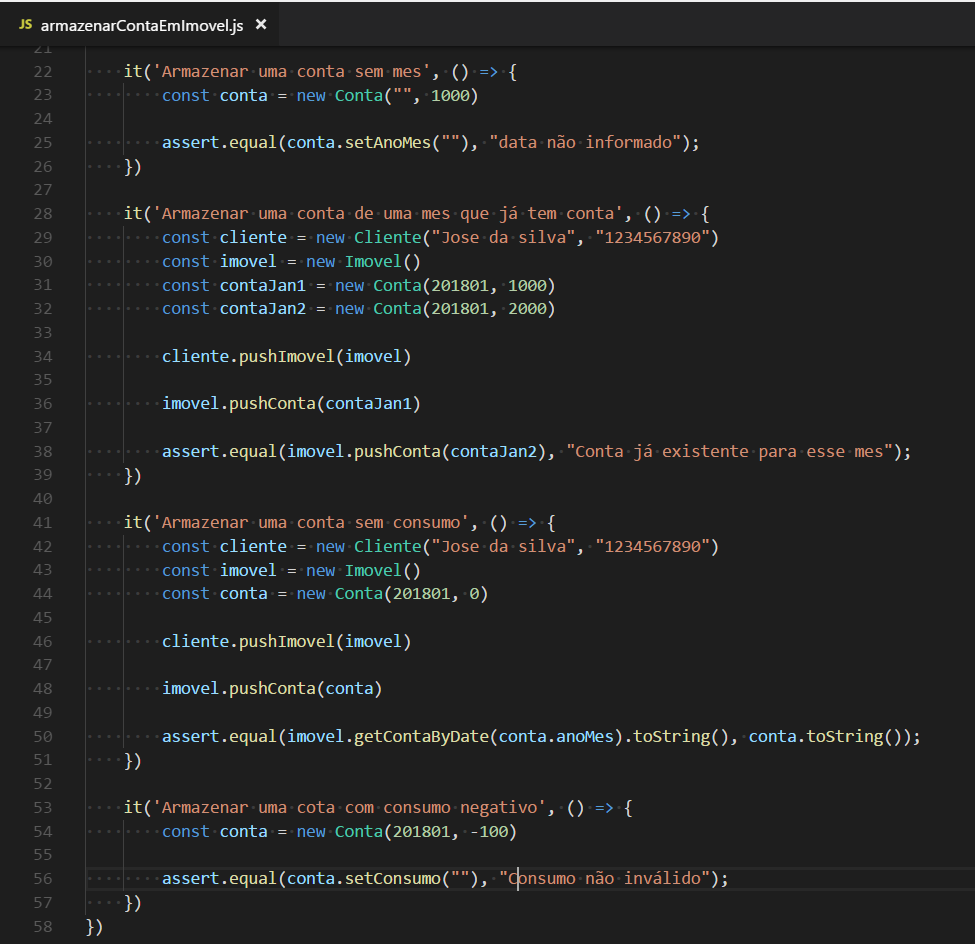 JS armazenarContaEmImovel.js ×
21
22 it('Armazenar uma conta sem mes', () => {
23 const conta = new Conta("", 1000)
24
25 assert.equal(conta.setAnoMes(""), "data não informado");
26 })
27
28 it('Armazenar uma conta de uma mes que já tem conta', () => {
29 const cliente = new Cliente("Jose da silva", "1234567890")
30 const imovel = new Imovel()
31 const contaJan1 = new Conta(201801, 1000)
32 const contaJan2 = new Conta(201801, 2000)
33
34 cliente.pushImovel(imovel)
35
36 imovel.pushConta(contaJan1)
37
38 assert.equal(imovel.pushConta(contaJan2), "Conta já existente para esse mes");
39 })
40
41 it('Armazenar uma conta sem consumo', () => {
42 const cliente = new Cliente("Jose da silva", "1234567890")
43 const imovel = new Imovel()
44 const conta = new Conta(201801, 0)
45
46 cliente.pushImovel(imovel)
47
48 imovel.pushConta(conta)
49
50 assert.equal(imovel.getContaByDate(conta.anoMes).toString(), conta.toString());
51 })
52
53 it('Armazenar uma cota com consumo negativo', () => {
54 const conta = new Conta(201801, -100)
55
56 assert.equal(conta.setConsumo(""), "Consumo não inválido");
57 })
58 })